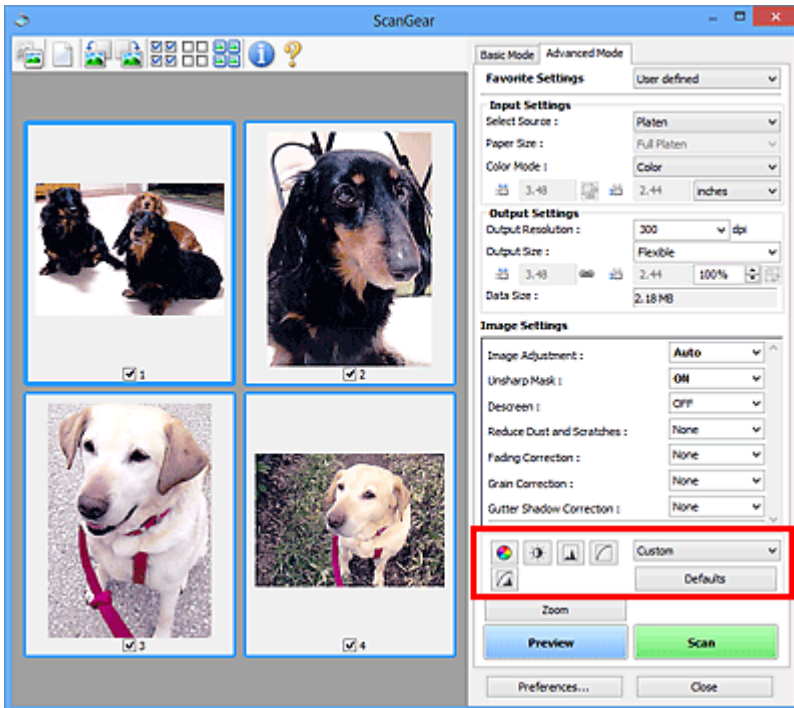 ScanGear
Basic Mode Advanced Mode
Favorite Settings User defined
Input Settings
Select Source : Platen
Paper Size : Full Platen
Color Mode : Color
3.48 2.44 inches
Output Settings
Output Resolution : 300 dpi
Output Size : Flexible
3.48 2.44 100%
Data Size : 2.18 MB
Image Settings
Image Adjustment : Auto
Unsharp Mask : ON
Descreen : OFF
Reduce Dust and Scratches : None
Fading Correction : None
Grain Correction : None
Gutter Shadow Correction : None
Custom
Defaults
Zoom
Preview Scan
Preferences... Close
1
2
3
4